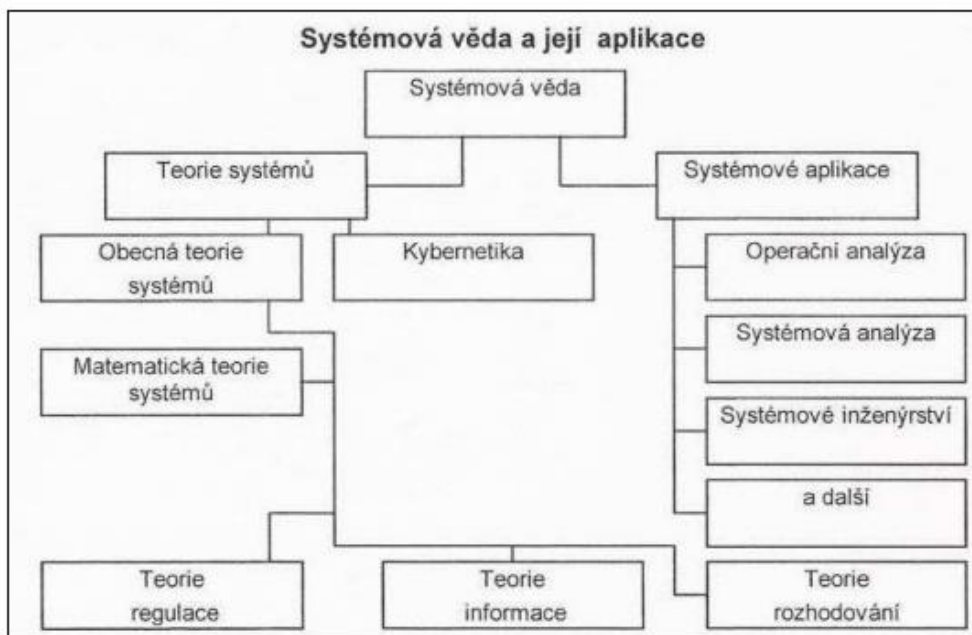 Systémová věda a její aplikace
Systémová věda
Teorie systémů
Systémové aplikace
Obecná teorie
systémů
Kybernetika
Operační analýza
Matematická teorie
systémů
Systémová analýza
Systémové inženýrství
a další
Teorie
regulace
Teorie
informace
Teorie
rozhodování